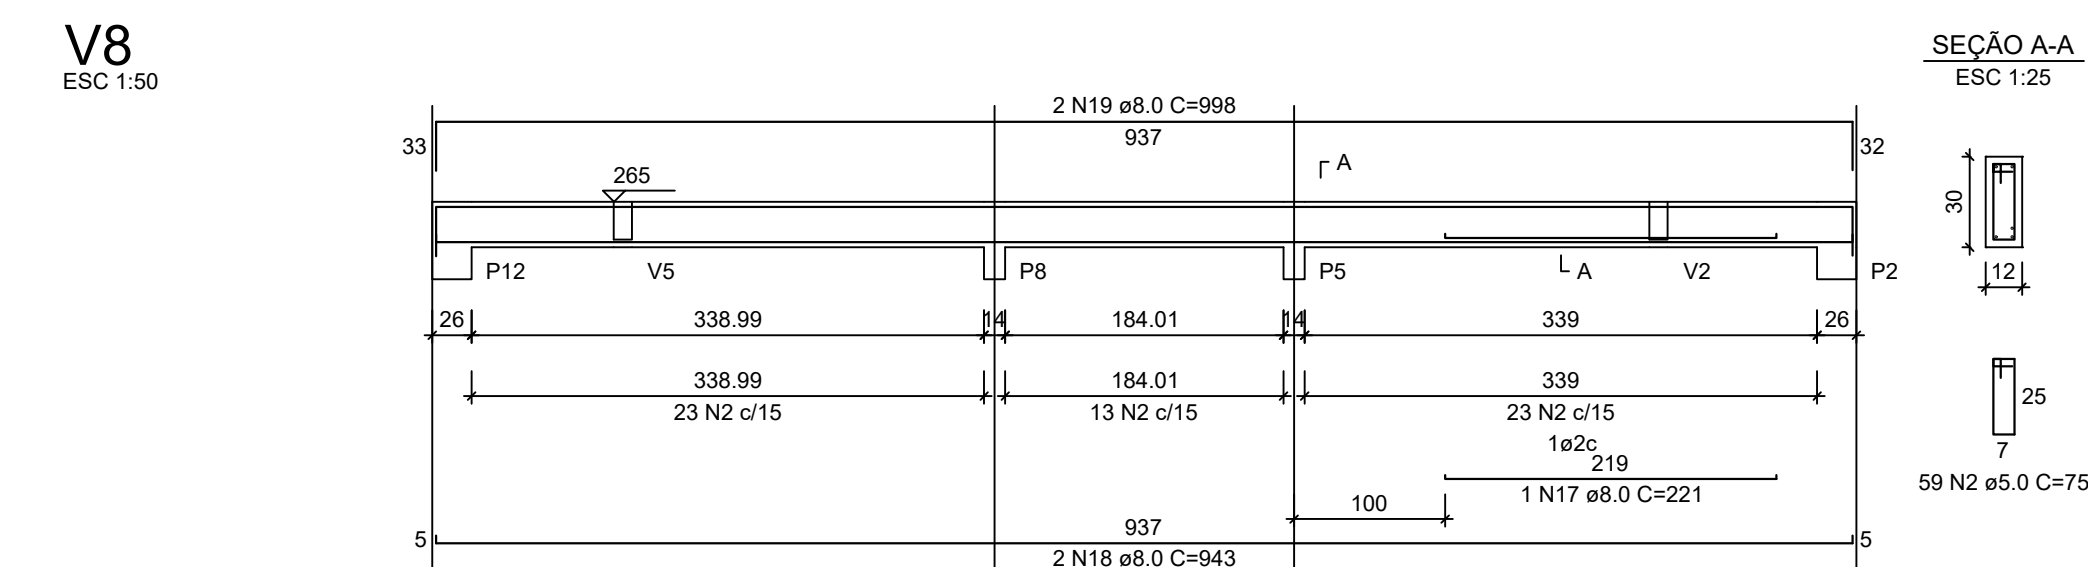 V8
ESC 1:50
SEÇÃO A-A
ESC 1:25
2 N19 ø8.0 C=998
937
33
32
A
265
30
12
P12
V5
P8
P5
A
V2
P2
26
338.99
14
184.01
14
339
26
338.99
184.01
339
23 N2 c/15
13 N2 c/15
23 N2 c/15
25
7
59 N2 ø5.0 C=75
1ø2c
219
1 N17 ø8.0 C=221
100
5
937
5
2 N18 ø8.0 C=943